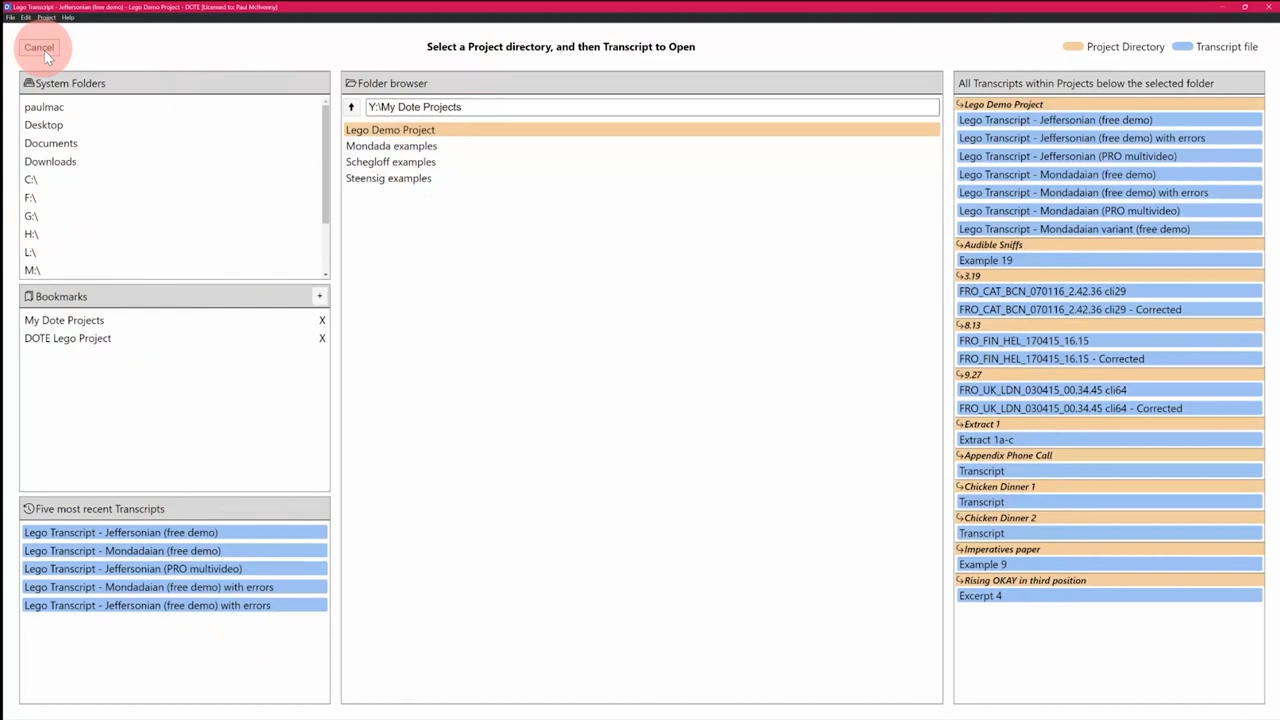 Lego Transcript - Jeffersonian (free demo) - Lego Demo Project - DOTE [Licensed to: Paul McIlvenny]
File Edit Project Help
Cancel
Select a Project directory, and then Transcript to Open
Project Directory
Transcript file
System Folders
paulmac
Desktop
Documents
Downloads
C:\
F:\
G:\
H:\
L:\
M:\
Bookmarks +
My Dote Projects X
DOTE Lego Project X
Five most recent Transcripts
Lego Transcript - Jeffersonian (free demo)
Lego Transcript - Mondadaian (free demo)
Lego Transcript - Jeffersonian (PRO multivideo)
Lego Transcript - Mondadaian (free demo) with errors
Lego Transcript - Jeffersonian (free demo) with errors
Folder browser
Y:\My Dote Projects
Lego Demo Project
Mondada examples
Schegloff examples
Steensig examples
All Transcripts within Projects below the selected folder
Lego Demo Project
Lego Transcript - Jeffersonian (free demo)
Lego Transcript - Jeffersonian (free demo) with errors
Lego Transcript - Jeffersonian (PRO multivideo)
Lego Transcript - Mondadaian (free demo)
Lego Transcript - Mondadaian (free demo) with errors
Lego Transcript - Mondadaian (PRO multivideo)
Lego Transcript - Mondadaian variant (free demo)
Audible Sniffs
Example 19
3.19
FRO_CAT_BCN_070116_2.42.36 cli29
FRO_CAT_BCN_070116_2.42.36 cli29 - Corrected
8.13
FRO_FIN_HEL_170415_16.15
FRO_FIN_HEL_170415_16.15 - Corrected
9.27
FRO_UK_LDN_030415_00.34.45 cli64
FRO_UK_LDN_030415_00.34.45 cli64 - Corrected
Extract 1
Extract 1a-c
Appendix Phone Call
Transcript
Chicken Dinner 1
Transcript
Chicken Dinner 2
Transcript
Imperatives paper
Example 9
Rising OKAY in third position
Excerpt 4